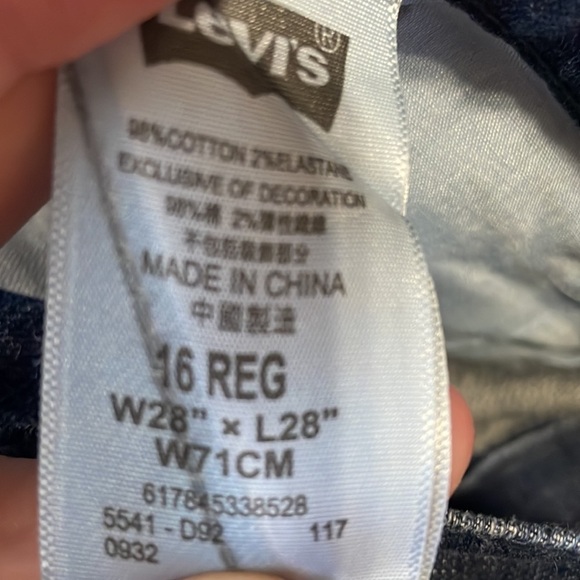 Levi's®
98% COTTON 2% ELASTANE
EXCLUSIVE OF DECORATION
98%棉 2%彈性纖維
不包括裝飾部分
MADE IN CHINA
中國製造
16 REG
W28" × L28"
W71CM
617845338528
5541 - D92 117
0932